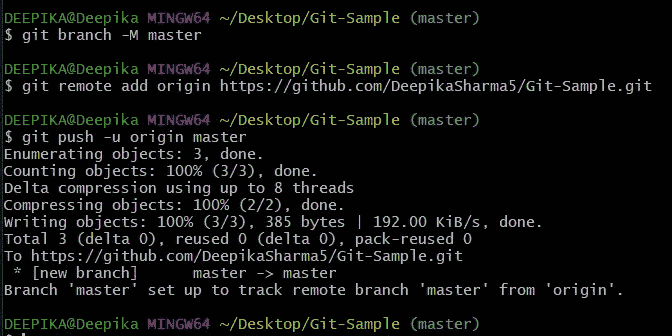 DEEPIKA@Deepika MINGW64 ~/Desktop/Git-Sample (master)
$ git branch -M master
DEEPIKA@Deepika MINGW64 ~/Desktop/Git-Sample (master)
$ git remote add origin https://github.com/DeepikaSharma5/Git-Sample.git
DEEPIKA@Deepika MINGW64 ~/Desktop/Git-Sample (master)
$ git push -u origin master
Enumerating objects: 3, done.
Counting objects: 100% (3/3), done.
Delta compression using up to 8 threads
Compressing objects: 100% (2/2), done.
Writing objects: 100% (3/3), 385 bytes | 192.00 KiB/s, done.
Total 3 (delta 0), reused 0 (delta 0), pack-reused 0
To https://github.com/DeepikaSharma5/Git-Sample.git
 * [new branch]      master -> master
Branch 'master' set up to track remote branch 'master' from 'origin'.
DEEPIKA@Deepika MINGW64 ~/Desktop/Git-Sample (master)